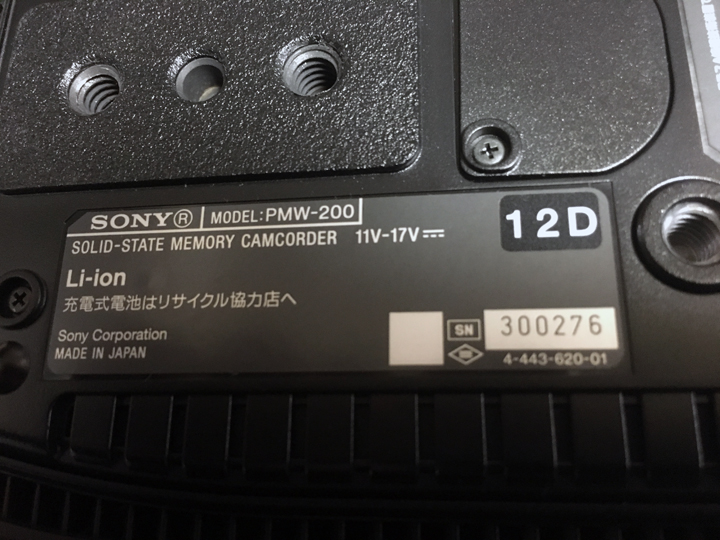 SONY® MODEL:PMW-200
12D
SOLID-STATE MEMORY CAMCORDER 11V-17V⎓
Li-ion
充電式電池はリサイクル協力店へ
Sony Corporation
MADE IN JAPAN
SN 300276
4-443-620-01